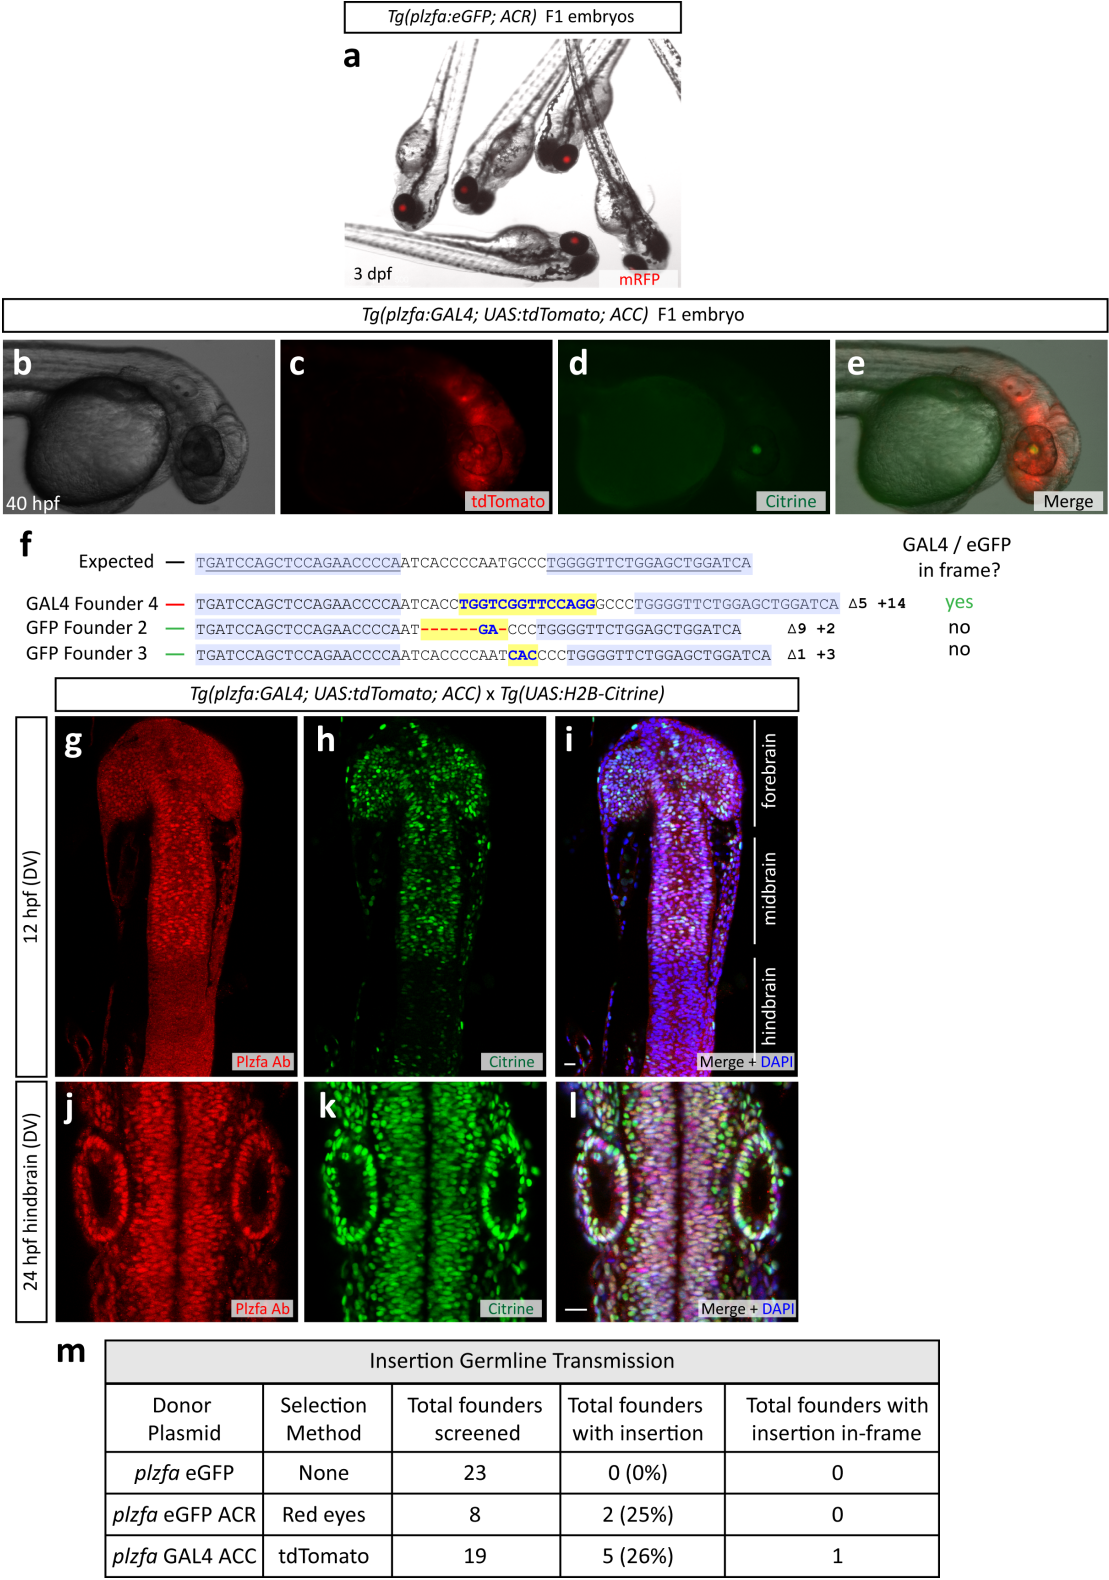 Tg(plzfa:eGFP; ACR) F1 embryos
a
3 dpf
mRFP
Tg(plzfa:GAL4; UAS:tdTomato; ACC) F1 embryo
b
c
d
e
40 hpf
tdTomato
Citrine
Merge
f
GAL4 / eGFP
in frame?
Expected — TGATCCAGCTCCAGAACCCCAATCACCCCAATGCCCTGGGGTTCTGGAGCTGGATCA
GAL4 Founder 4 — TGATCCAGCTCCAGAACCCCAATCACCTGGTCGGTTCCAGGGCCCTGGGGTTCTGGAGCTGGATCA Δ5 +14 yes
GFP Founder 2 — TGATCCAGCTCCAGAACCCCAAT------GA-CCCTGGGGTTCTGGAGCTGGATCA Δ9 +2 no
GFP Founder 3 — TGATCCAGCTCCAGAACCCCAATCACCCCAATCACCCCTGGGGTTCTGGAGCTGGATCA Δ1 +3 no
Tg(plzfa:GAL4; UAS:tdTomato; ACC) x Tg(UAS:H2B-Citrine)
12 hpf (DV)
g
h
i
forebrain
midbrain
hindbrain
Plzfa Ab
Citrine
Merge + DAPI
24 hpf hindbrain (DV)
j
k
l
Plzfa Ab
Citrine
Merge + DAPI
m
Insertion Germline Transmission
Donor Plasmid Selection Method Total founders screened Total founders with insertion Total founders with insertion in-frame
plzfa eGFP None 23 0 (0%) 0
plzfa eGFP ACR Red eyes 8 2 (25%) 0
plzfa GAL4 ACC tdTomato 19 5 (26%) 1